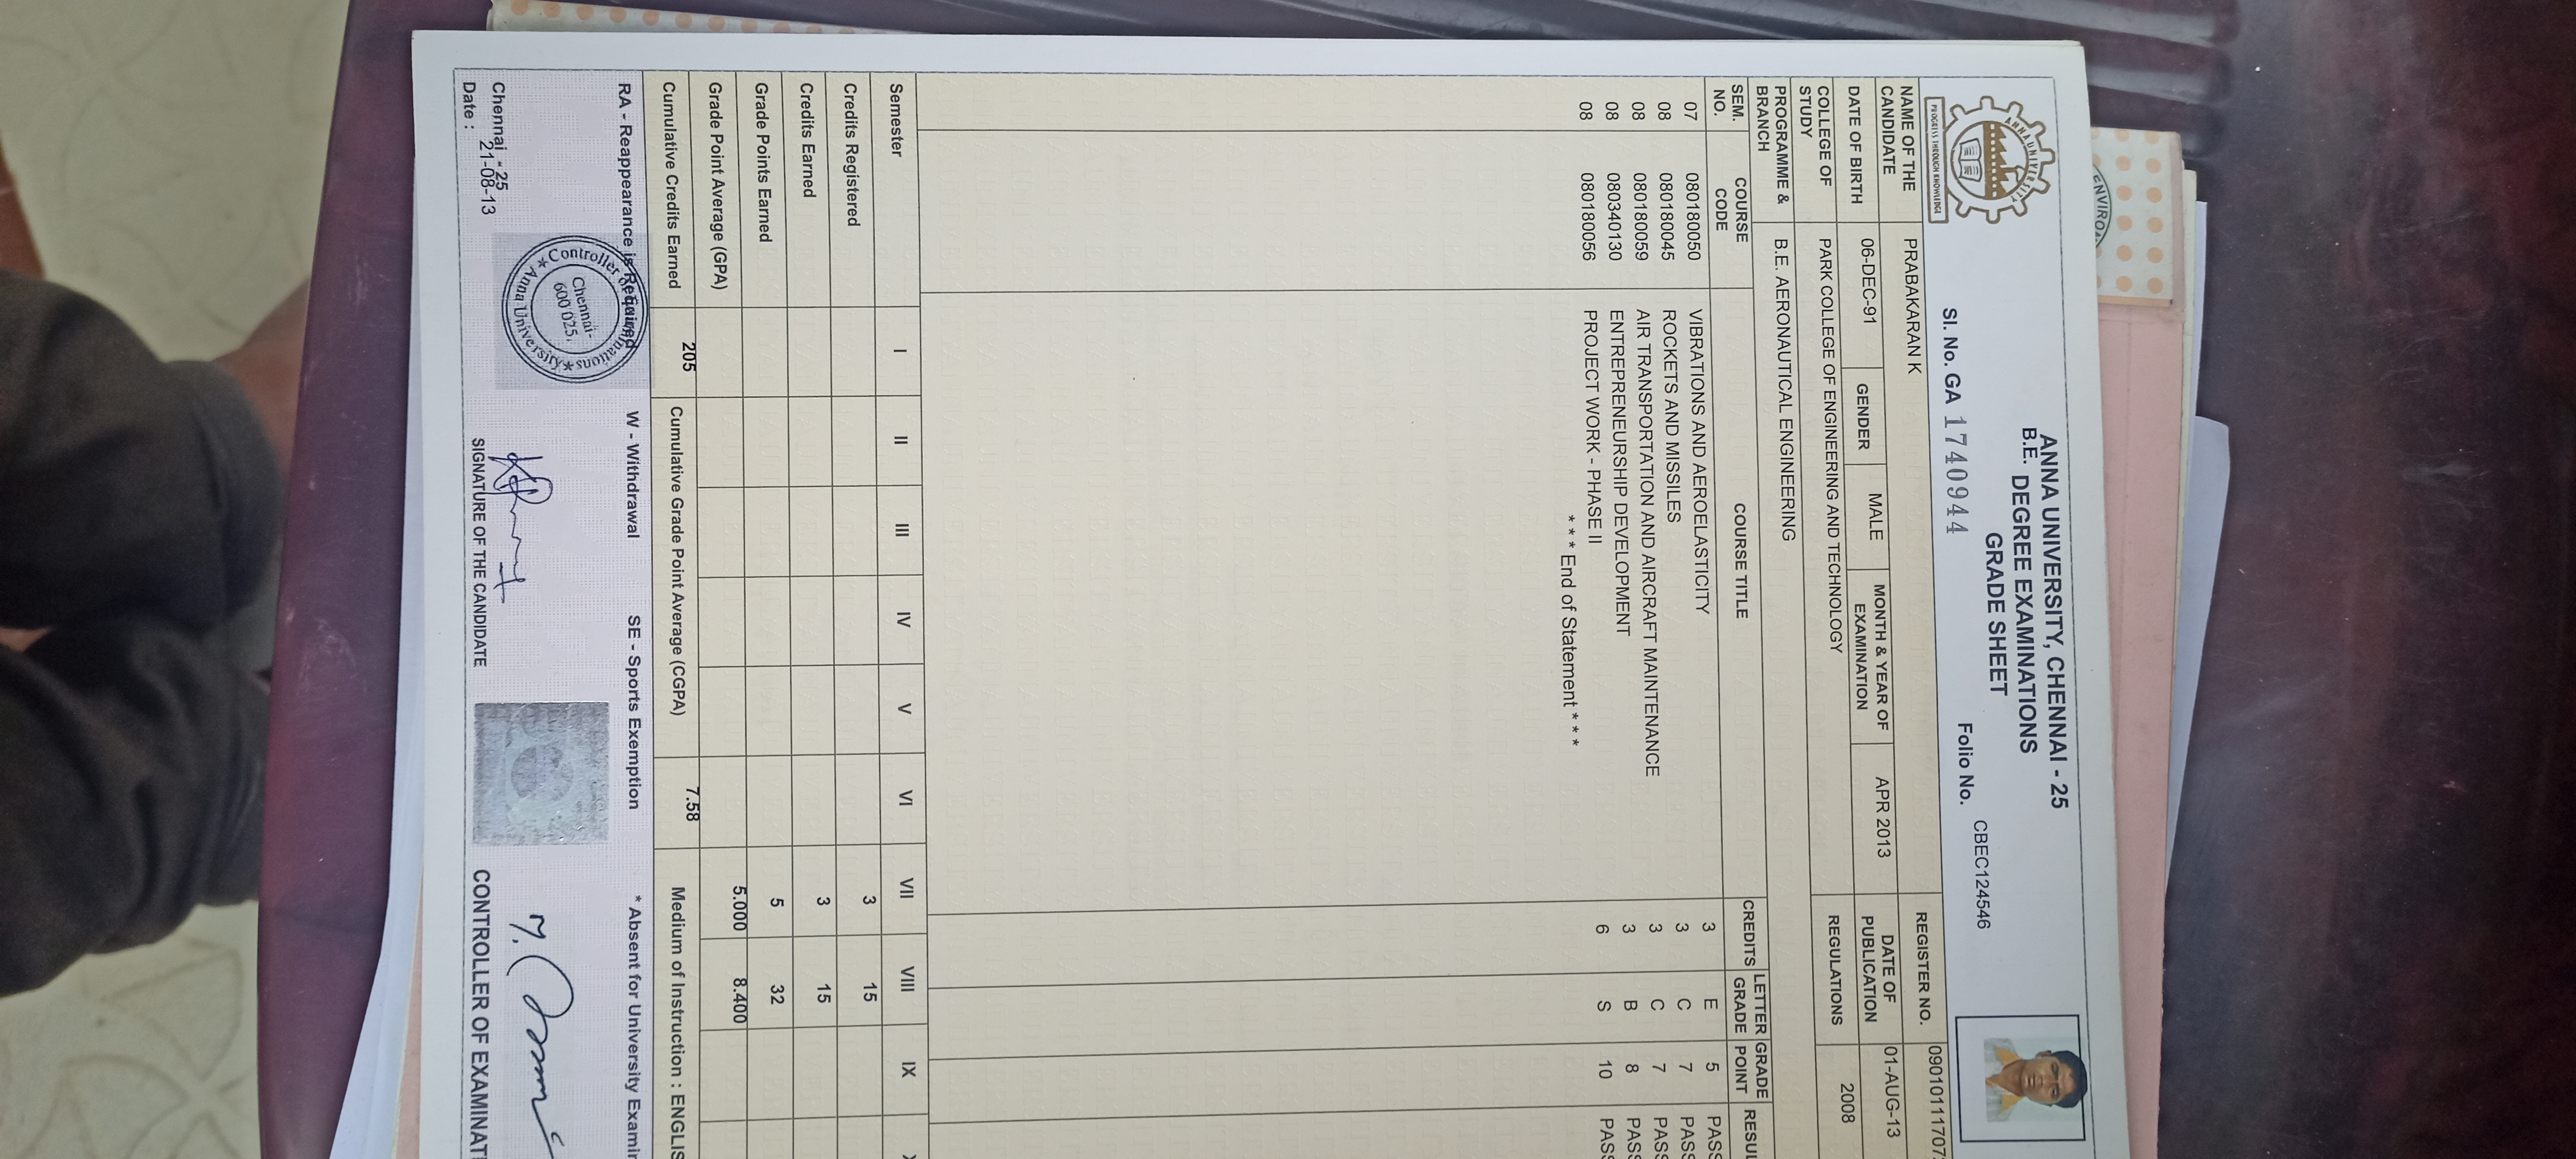 ENVIRON
ANNA UNIVERSITY
PROGRESS THROUGH KNOWLEDGE
ANNA UNIVERSITY, CHENNAI - 25
B.E. DEGREE EXAMINATIONS
GRADE SHEET
Sl. No. GA 1740944 Folio No. CBEC124546
NAME OF THE CANDIDATE PRABAKARAN K REGISTER NO. 09010111707
DATE OF BIRTH 06-DEC-91 GENDER MALE MONTH & YEAR OF EXAMINATION APR 2013 DATE OF PUBLICATION 01-AUG-13
COLLEGE OF STUDY PARK COLLEGE OF ENGINEERING AND TECHNOLOGY REGULATIONS 2008
PROGRAMME & BRANCH B.E. AERONAUTICAL ENGINEERING
SEM. NO. COURSE CODE COURSE TITLE CREDITS LETTER GRADE GRADE POINT RESUL
07 080180050 VIBRATIONS AND AEROELASTICITY 3 E 5 PASS
08 080180045 ROCKETS AND MISSILES 3 C 7 PASS
08 080180059 AIR TRANSPORTATION AND AIRCRAFT MAINTENANCE 3 C 7 PASS
08 080340130 ENTREPRENEURSHIP DEVELOPMENT 3 B 8 PASS
08 080180056 PROJECT WORK - PHASE II 6 S 10 PASS
* * * End of Statement * * *
Semester I II III IV V VI VII VIII IX
Credits Registered 3 15
Credits Earned 3 15
Grade Points Earned 5 32
Grade Point Average (GPA) 5.000 8.400
Cumulative Credits Earned 205 Cumulative Grade Point Average (CGPA) 7.58 Medium of Instruction : ENGLIS
RA - Reappearance is Required W - Withdrawal SE - Sports Exemption * Absent for University Examin
Controller of Examinations
Chennai-
600 025.
Anna University
Chennai - 25
Date : 21-08-13
SIGNATURE OF THE CANDIDATE
CONTROLLER OF EXAMINAT